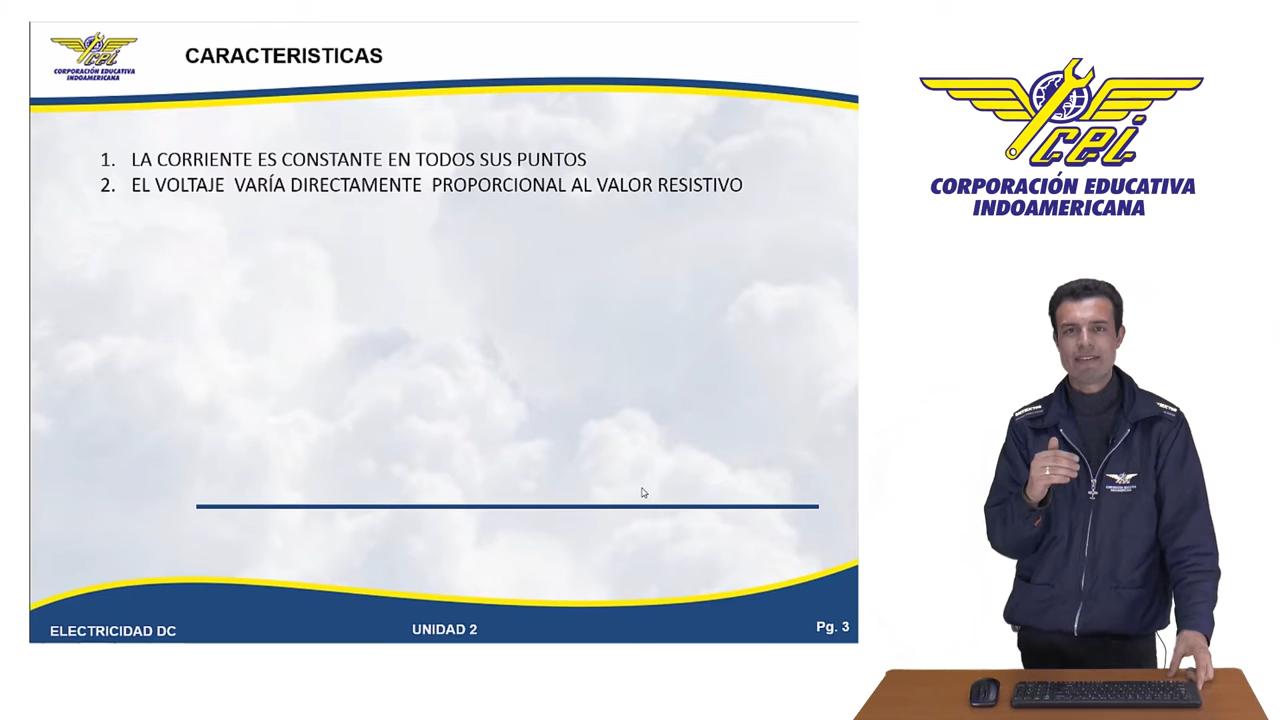 cei
CORPORACIÓN EDUCATIVA
INDOAMERICANA
CARACTERISTICAS
1. LA CORRIENTE ES CONSTANTE EN TODOS SUS PUNTOS
2. EL VOLTAJE VARÍA DIRECTAMENTE PROPORCIONAL AL VALOR RESISTIVO
ELECTRICIDAD DC
UNIDAD 2
Pg. 3
cei
CORPORACIÓN EDUCATIVA
INDOAMERICANA